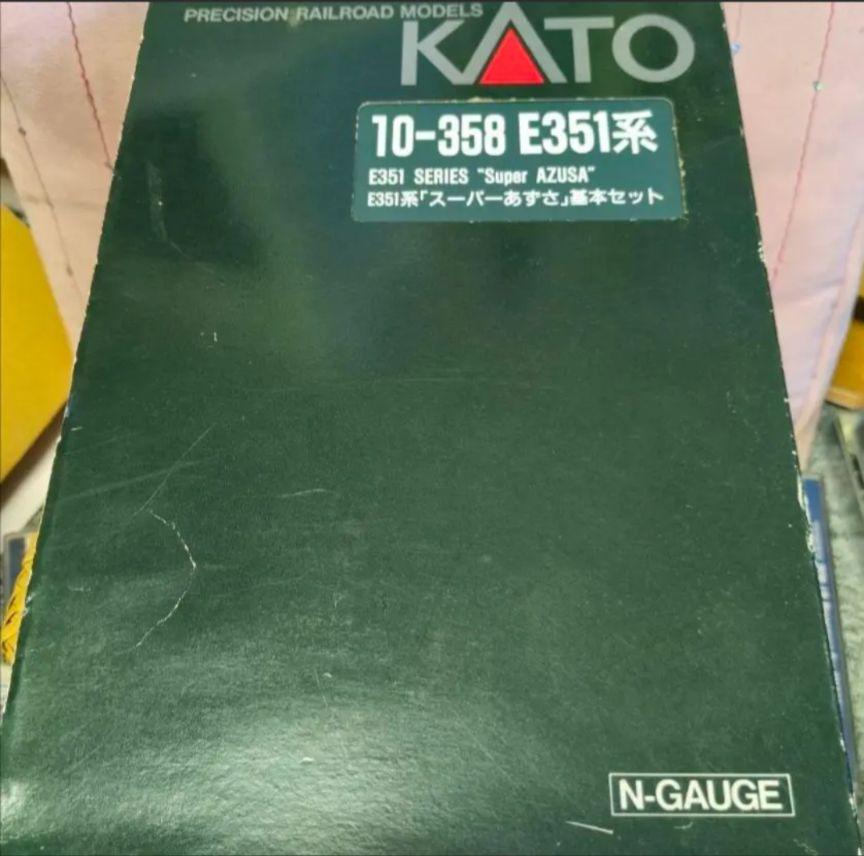 PRECISION RAILROAD MODELS
KATO
10-358 E351系
E351 SERIES "Super AZUSA"
E351系「スーパーあずさ」基本セット
N-GAUGE